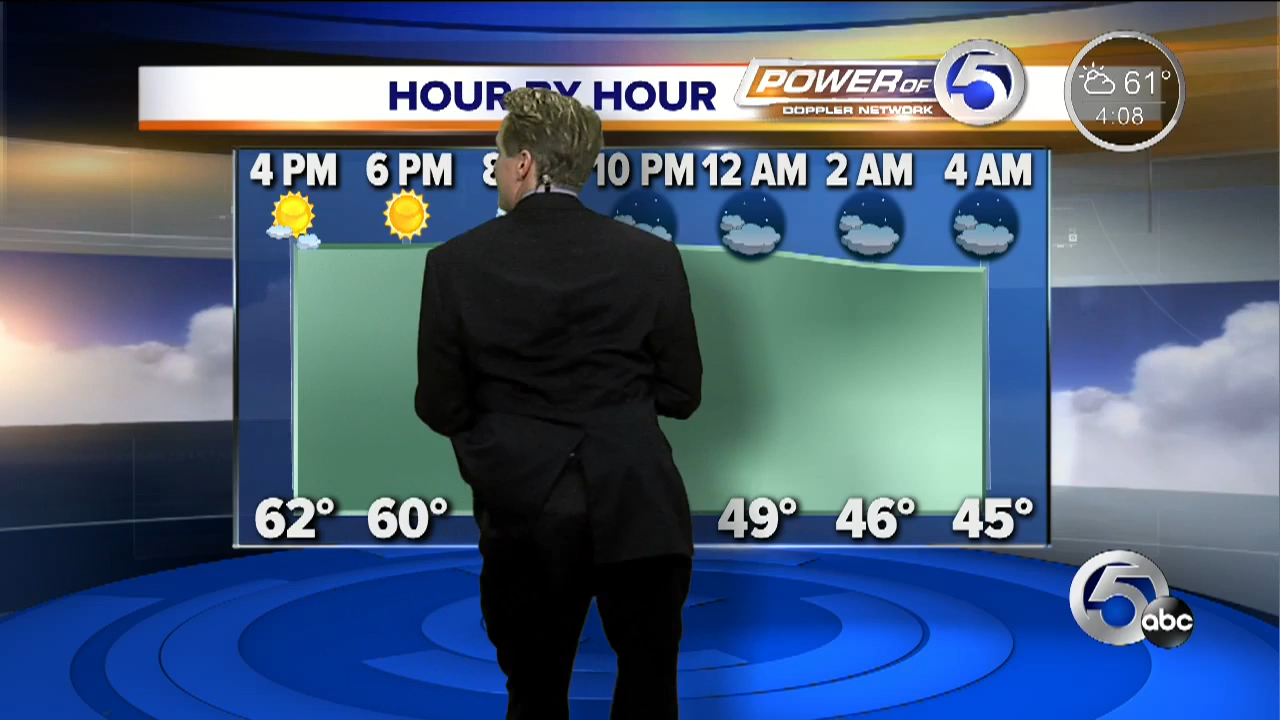 HOUR BY HOUR
POWER OF 5
DOPPLER NETWORK
61°
4:08
4 PM 6 PM 10 PM 12 AM 2 AM 4 AM
62° 60° 49° 46° 45°
5
abc